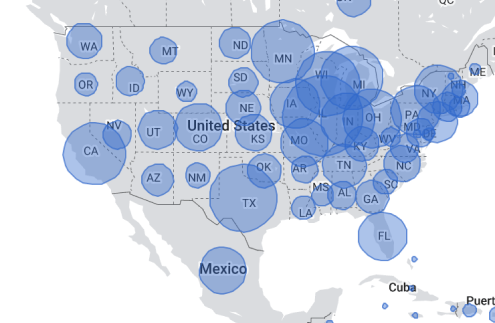 QC
WA
MT
ND
MN
ME
OR
ID
SD
WI
MI
NY
NH
MA
WY
NE
IA
PA
NV
UT
United States
CO
KS
MO
IN
OH
MD
DE
CA
KY
WV
VA
AZ
NM
OK
AR
TN
NC
TX
MS
AL
SC
GA
LA
FL
Mexico
Cuba
Puert